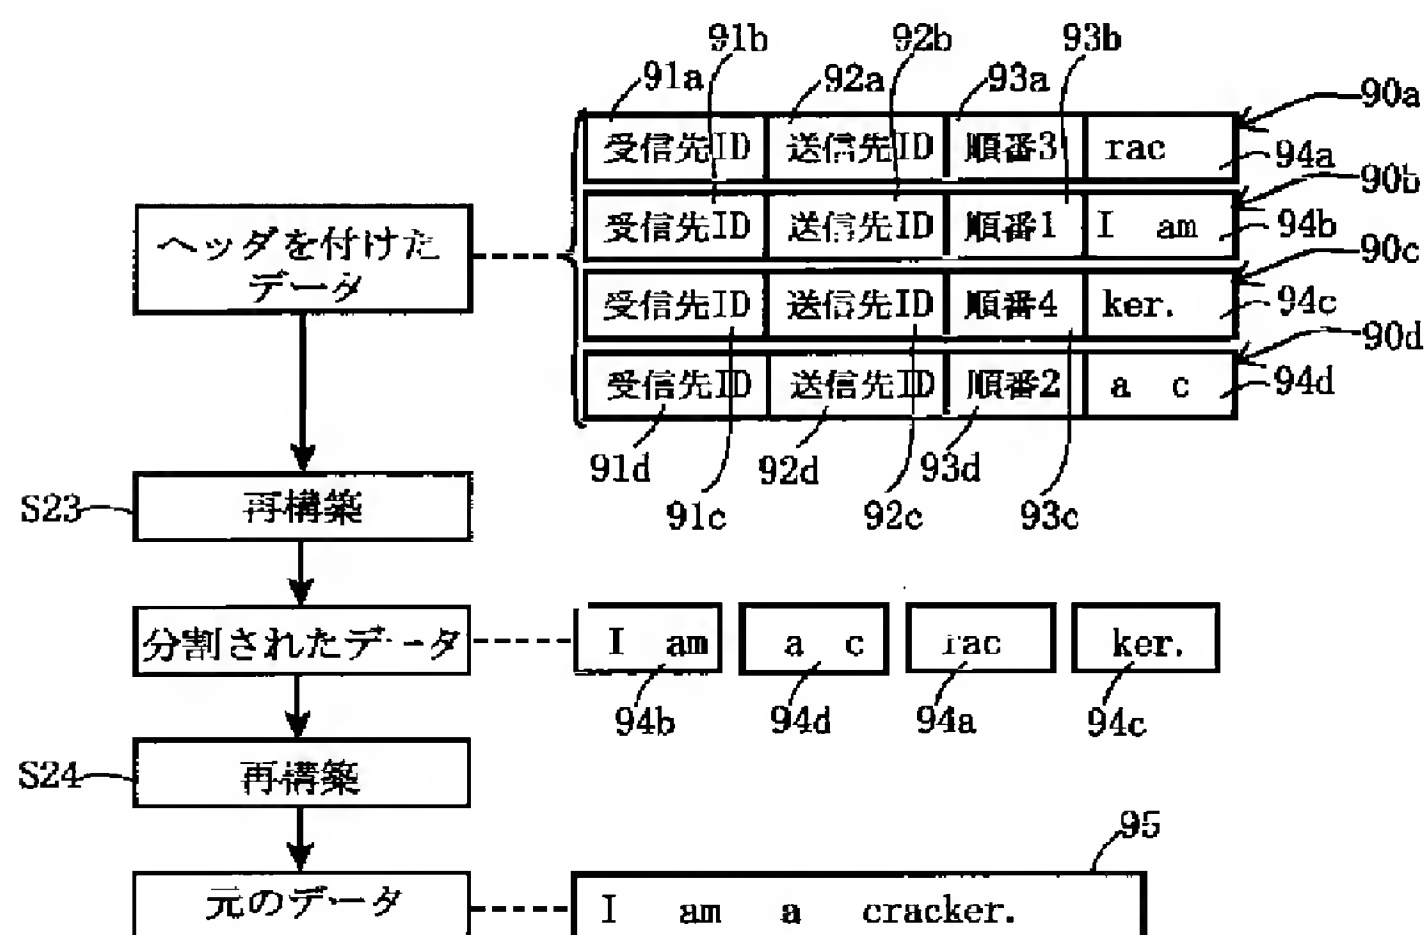 91b 92b 93b
91a 92a 93a 90a
受信先ID 送信先ID 順番3 rac 94a
90b
受信先ID 送信先ID 順番1 I am 94b
ヘッダを付けた
データ
90c
受信先ID 送信先ID 順番4 ker. 94c
90d
受信先ID 送信先ID 順番2 a c 94d
91d 92d 93d
91c 92c 93c
S23 再構築
分割されたデータ I am a c rac ker.
94b 94d 94a 94c
S24 再構築
95
元のデータ I am a cracker.